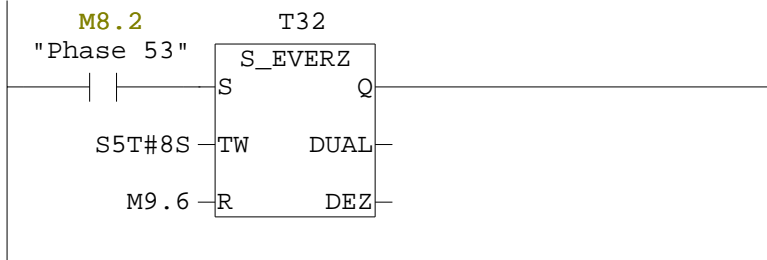 M8.2 T32
"Phase 53" S_EVERZ
S Q
S5T#8S TW DUAL
M9.6 R DEZ